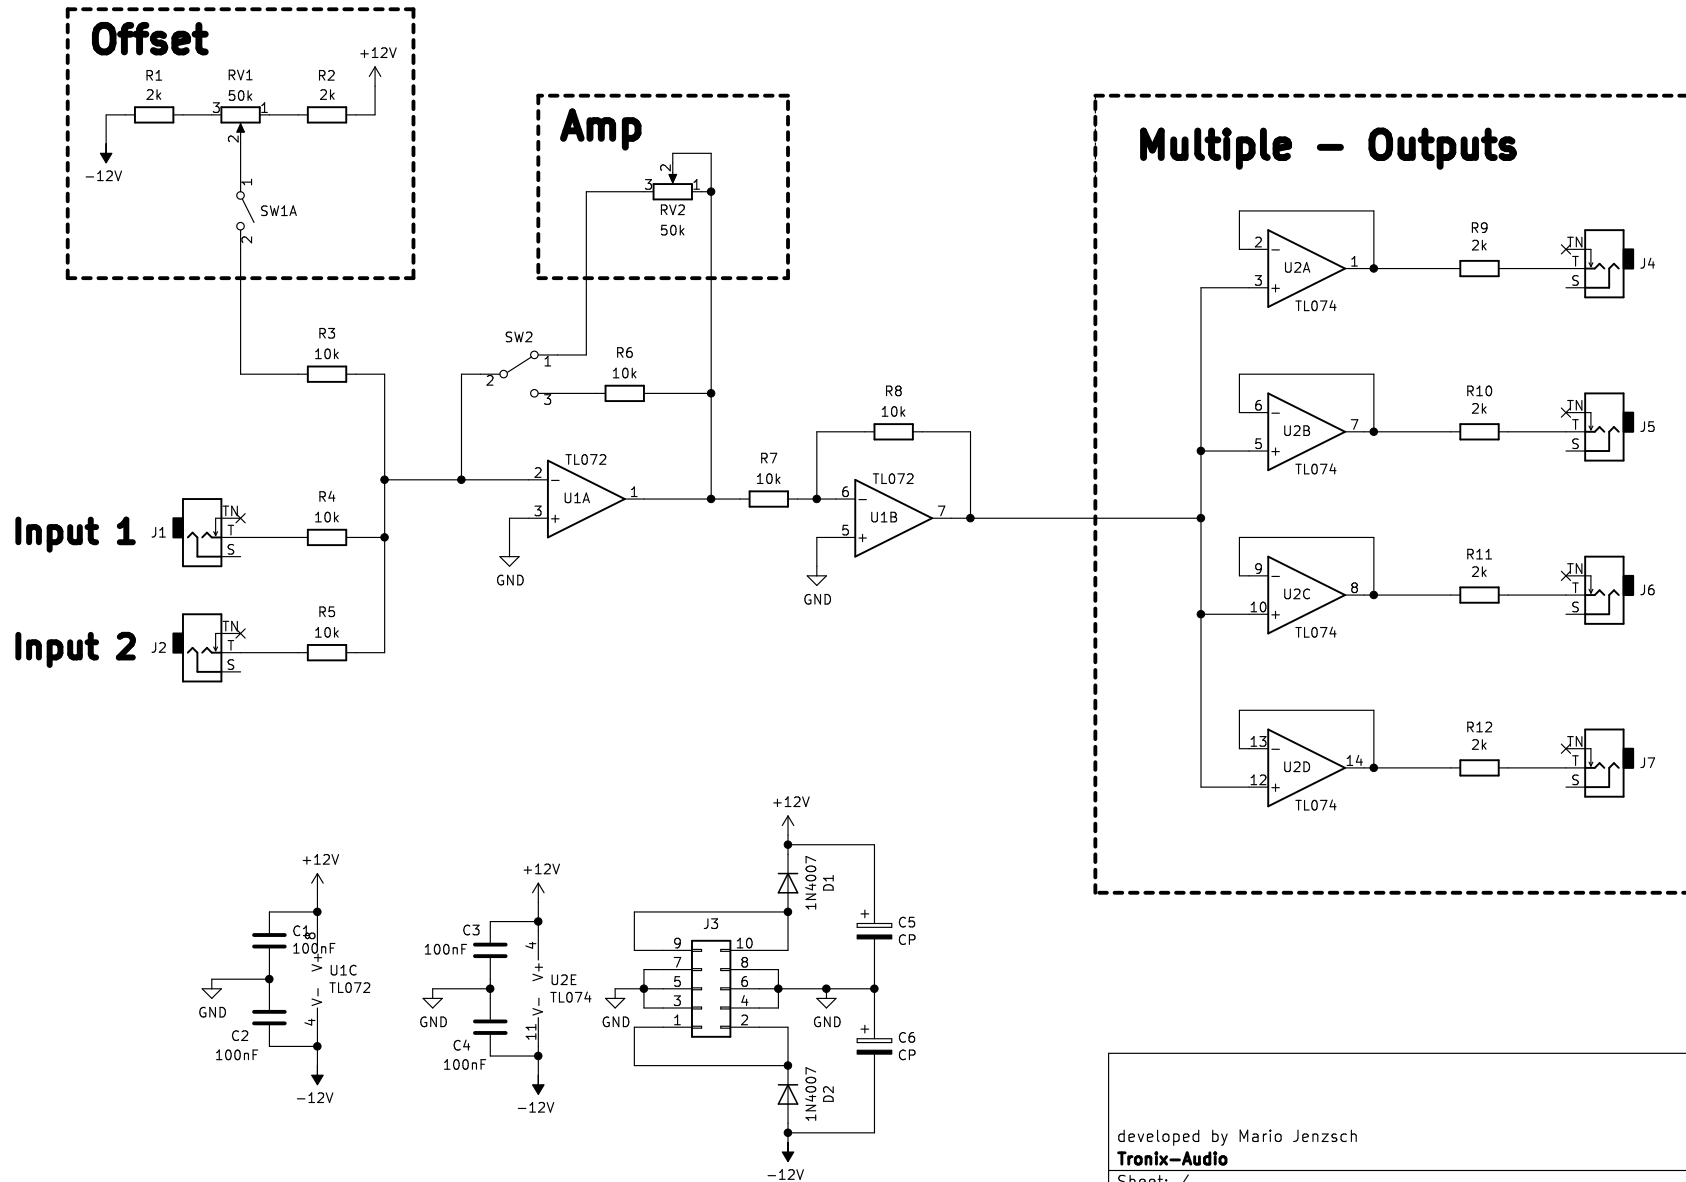 Offset
+12V
R1
2k
RV1
50k
R2
2k
3
1
2
-12V
1
SW1A
2
Amp
2
3
1
RV2
50k
Multiple - Outputs
R3
10k
SW2
1
2
3
R6
10k
R8
10k
TL072
2
−
U1A
1
3
+
GND
R7
10k
TL072
6
−
U1B
7
5
+
GND
Input 1
J1
TN
T
S
R4
10k
Input 2
J2
TN
T
S
R5
10k
2
−
U2A
1
3
+
TL074
R9
2k
TN
T
S
J4
6
−
U2B
7
5
+
TL074
R10
2k
TN
T
S
J5
9
−
U2C
8
10
+
TL074
R11
2k
TN
T
S
J6
13
−
U2D
14
12
+
TL074
R12
2k
TN
T
S
J7
+12V
C1
100nF
8
V+
U1C
TL072
V-
4
GND
C2
100nF
-12V
+12V
C3
100nF
4
V+
U2E
TL074
V-
11
GND
C4
100nF
-12V
+12V
1N4007
D1
+
C5
CP
J3
9
10
7
8
5
6
3
4
1
2
GND
GND
+
C6
CP
1N4007
D2
-12V
developed by Mario Jenzsch
Tronix-Audio
Sheet: /